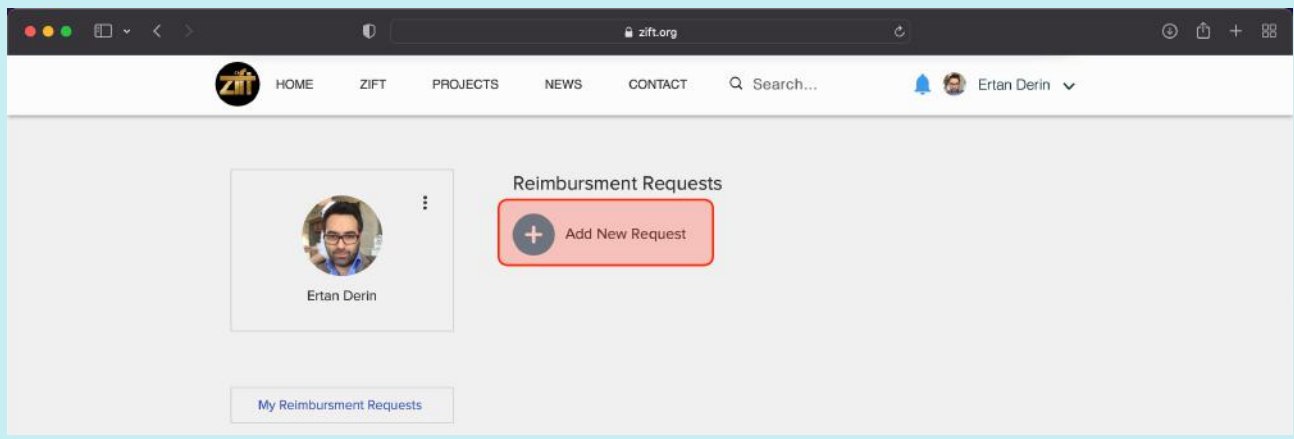 zift.org
zift HOME ZIFT PROJECTS NEWS CONTACT Search... Ertan Derin
Reimbursment Requests
Add New Request
Ertan Derin
My Reimbursment Requests